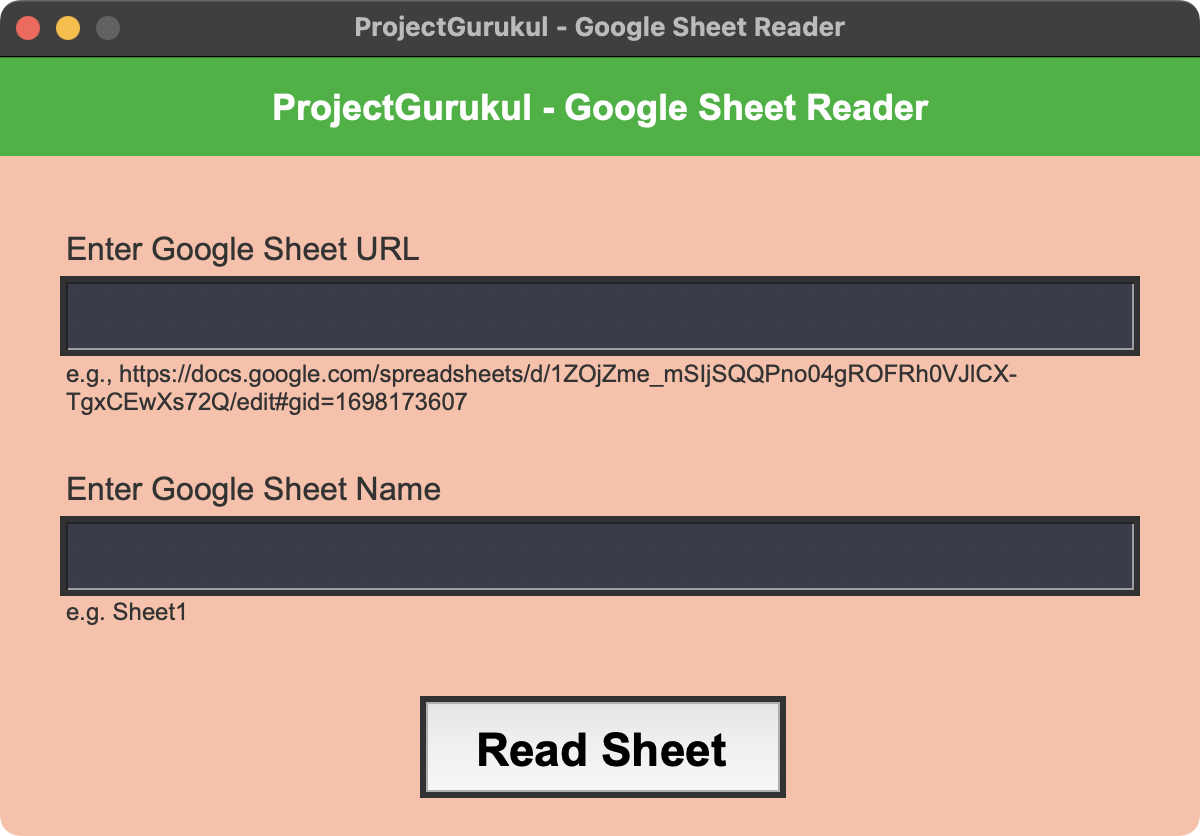 ProjectGurukul - Google Sheet Reader
ProjectGurukul - Google Sheet Reader
Enter Google Sheet URL
e.g., https://docs.google.com/spreadsheets/d/1ZOjZme_mSIjSQQPno04gROFRh0VJlCX-
TgxCEwXs72Q/edit#gid=1698173607
Enter Google Sheet Name
e.g. Sheet1
Read Sheet